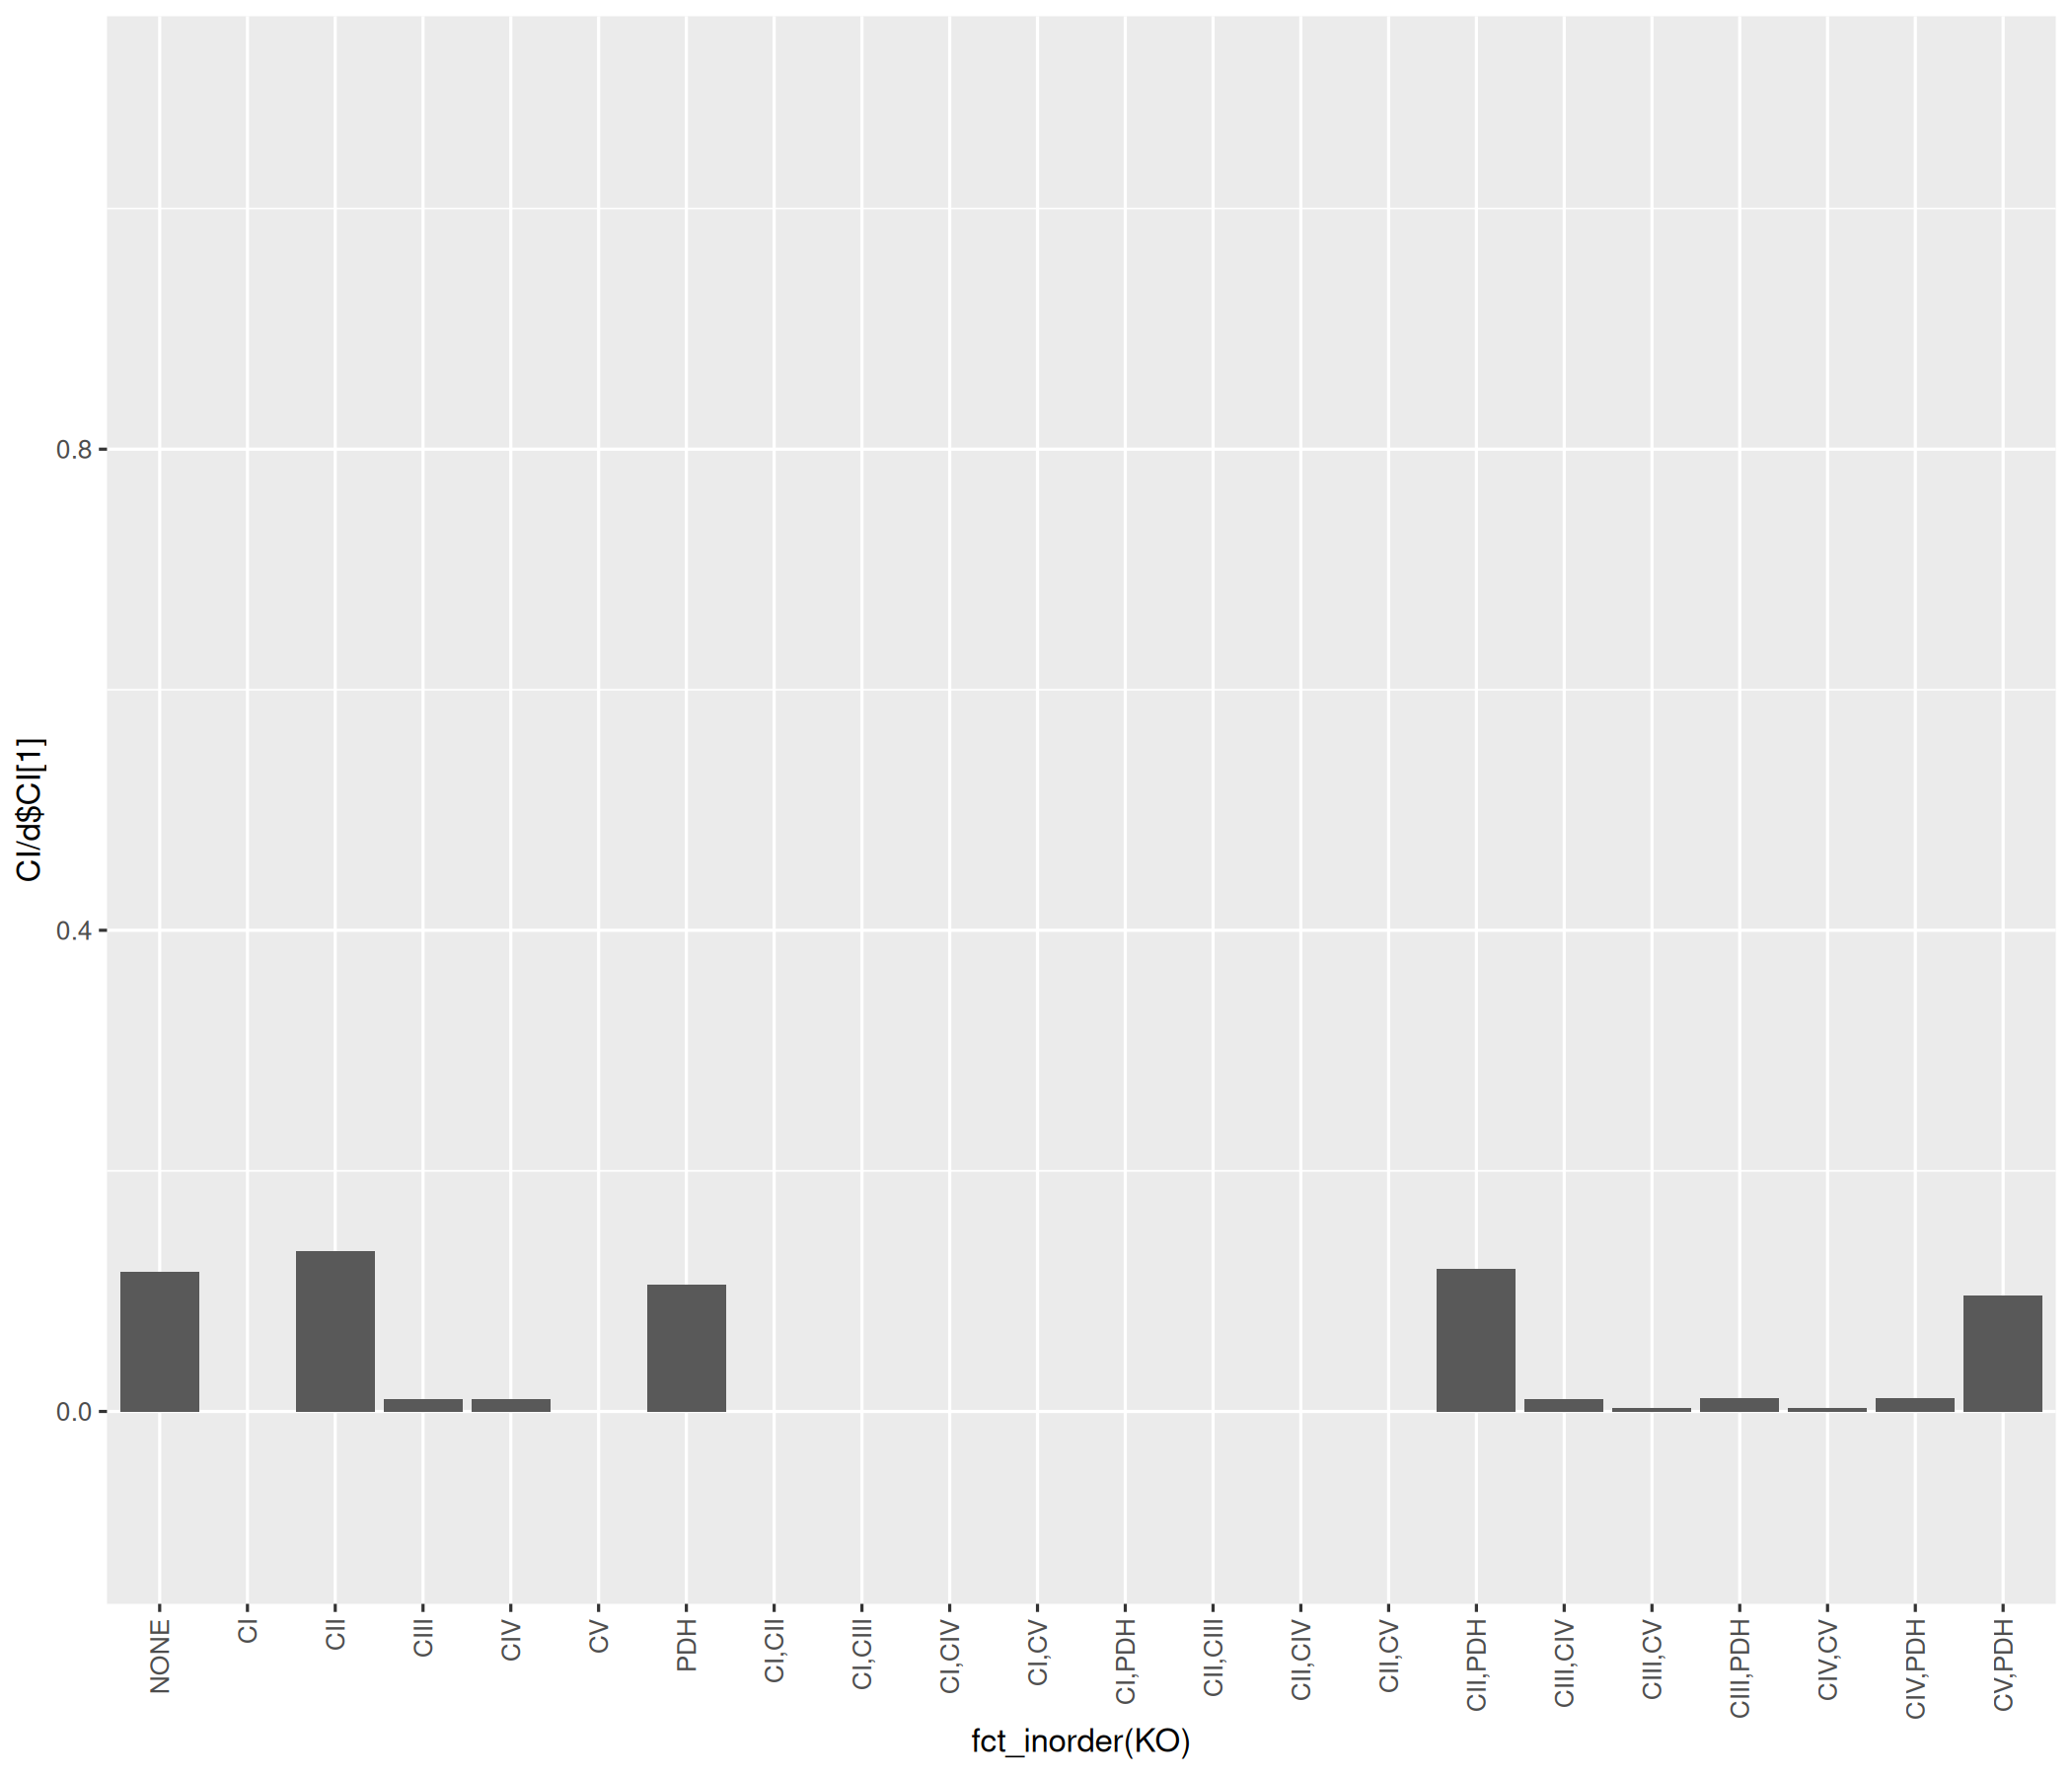 CI/d$CI[1]
0.8
0.4
0.0
NONE
CI
CII
CIII
CIV
CV
PDH
CI,CII
CI,CIII
CI,CIV
CI,CV
CI,PDH
CII,CIII
CII,CIV
CII,CV
CII,PDH
CIII,CIV
CIII,CV
CIII,PDH
CIV,CV
CIV,PDH
CV,PDH
fct_inorder(KO)